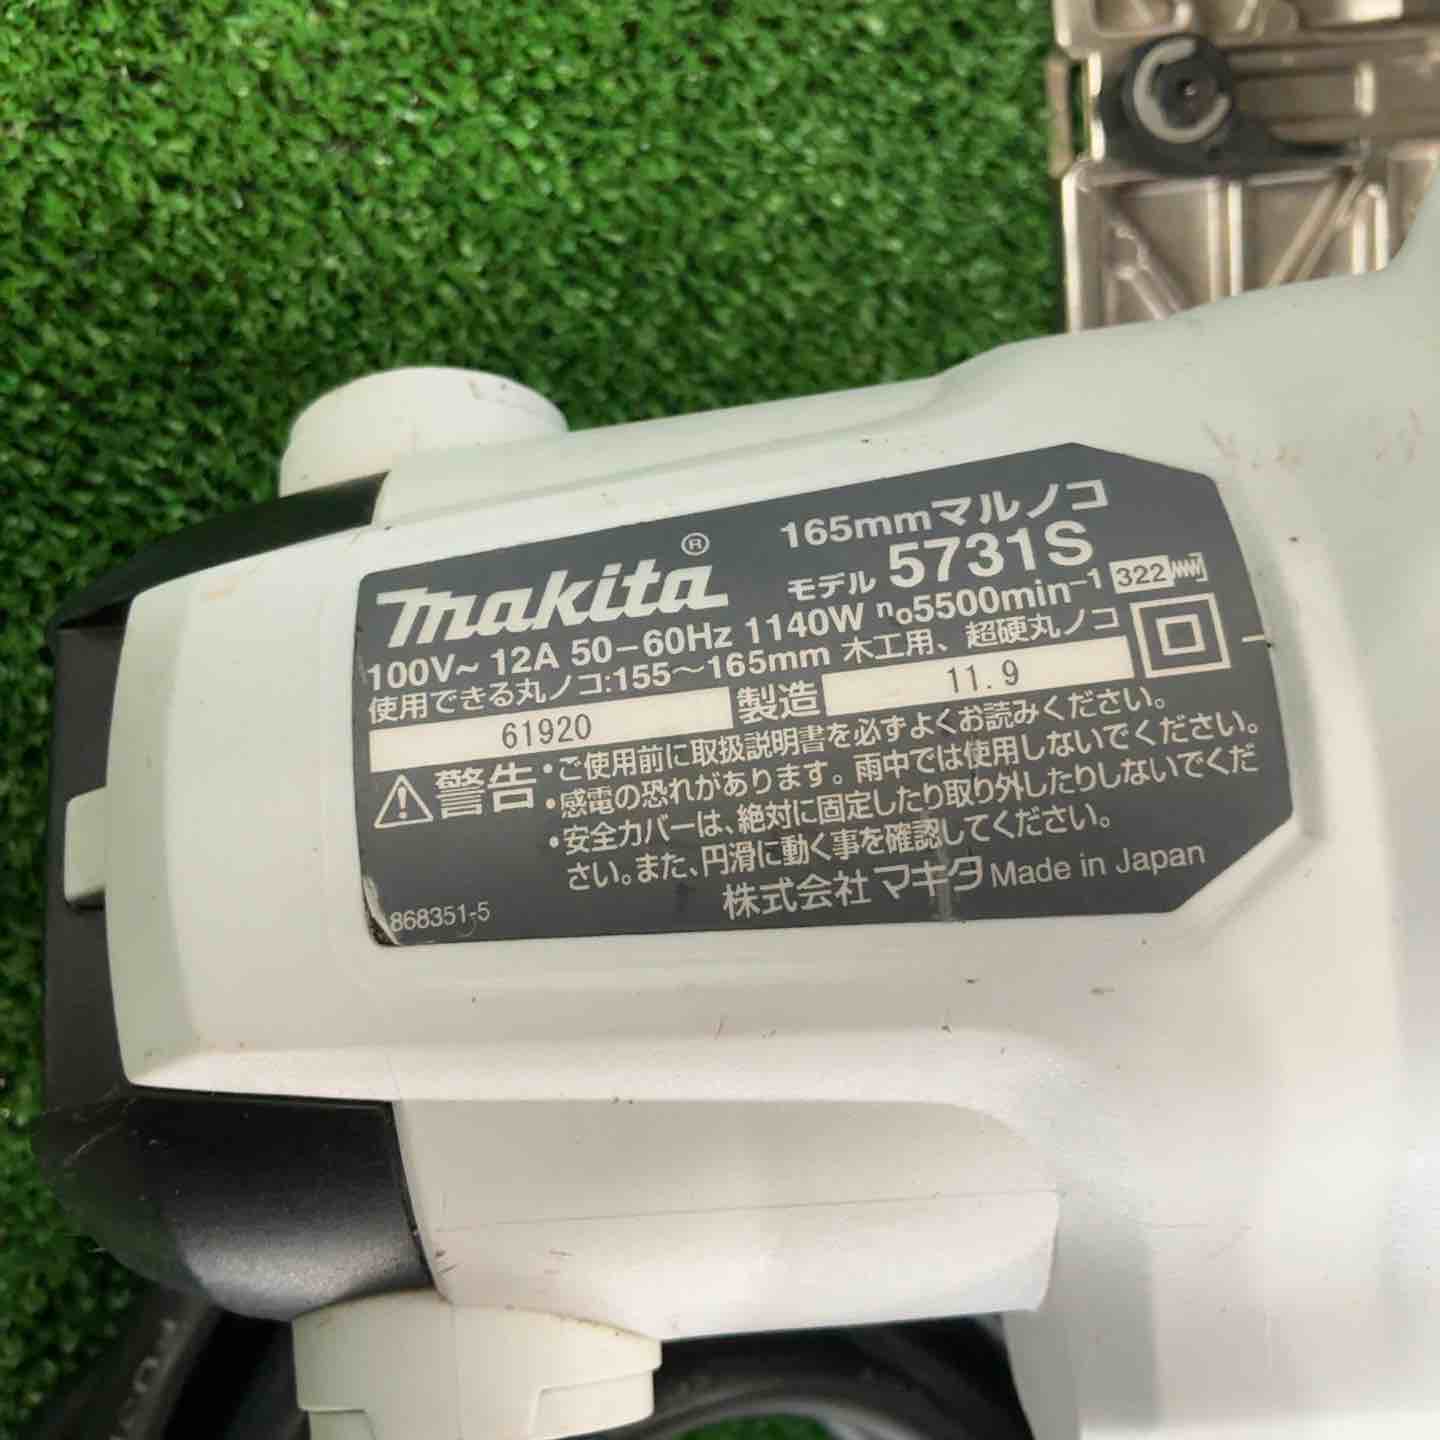 165mmマルノコ
makita®
モデル 5731S
100V~ 12A 50-60Hz 1140W n₀5500min⁻¹ 322
使用できる丸ノコ:155~165mm 木工用、超硬丸ノコ
61920 製造 11.9
警告 ・ご使用前に取扱説明書を必ずよくお読みください。
・感電の恐れがあります。雨中では使用しないでください。
・安全カバーは、絶対に固定したり取り外したりしないでくだ
さい。また、円滑に動く事を確認してください。
868351-5 株式会社 マキタ Made in Japan